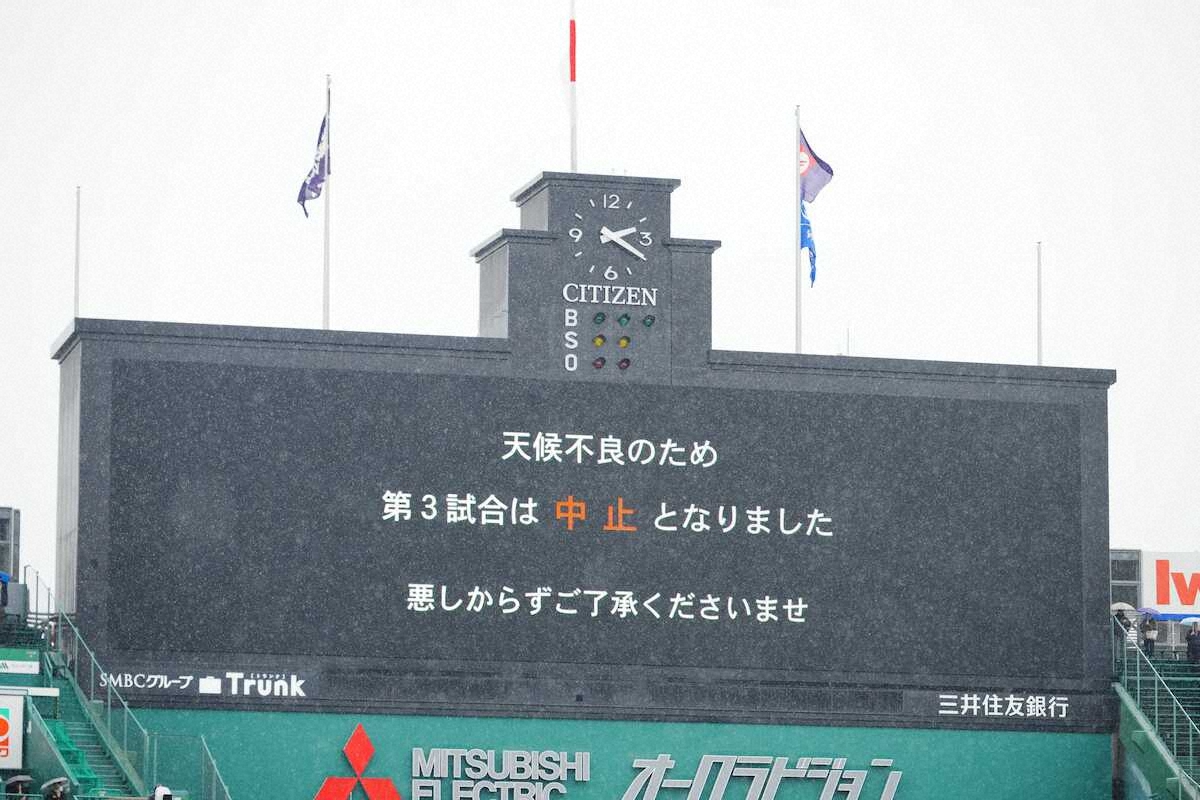 12
9 3
6
CITIZEN
B
S
O
天候不良のため
第3試合は 中止 となりました
悪しからずご了承くださいませ
SMBCグループ Trunk
三井住友銀行
Iw
MITSUBISHI
ELECTRIC
オーロラビジョン